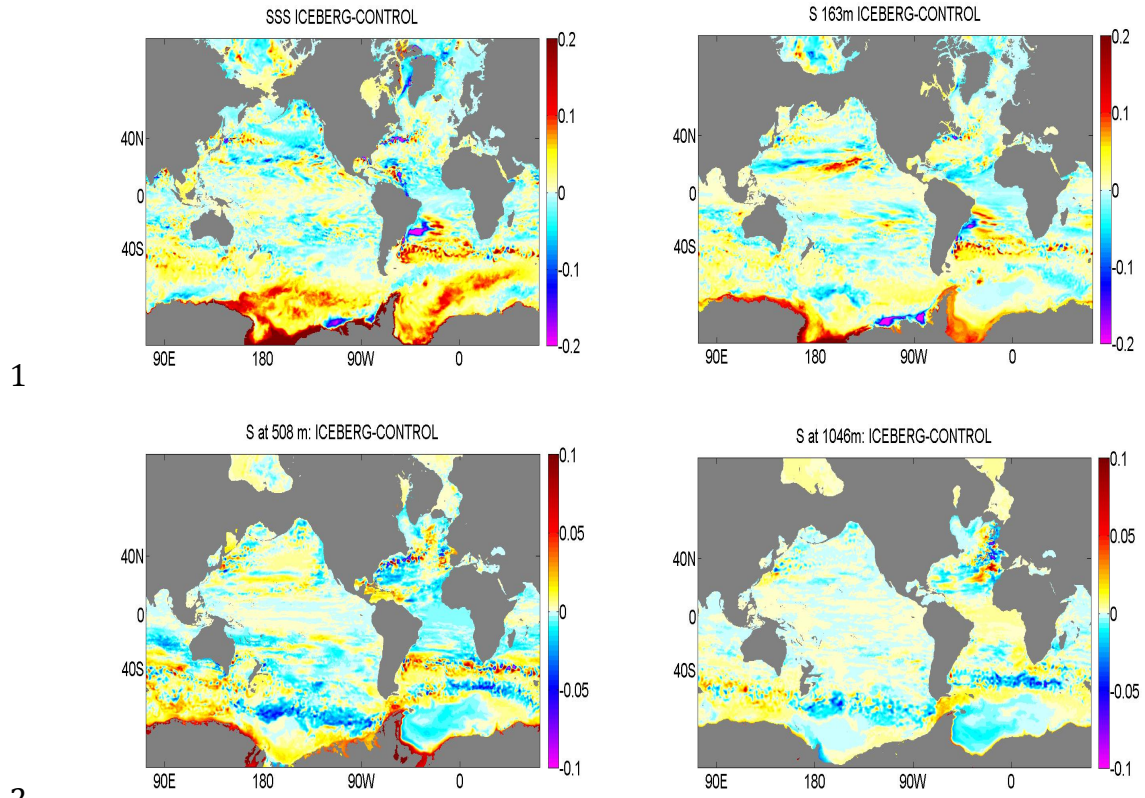 SSS ICEBERG-CONTROL
S 163m ICEBERG-CONTROL
40N
0
40S
90E
180
90W
0
0.2
0.1
0
-0.1
-0.2
40N
0
40S
90E
180
90W
0
0.2
0.1
0
-0.1
-0.2
1
S at 508 m: ICEBERG-CONTROL
S at 1046m: ICEBERG-CONTROL
40N
0
40S
90E
180
90W
0
0.1
0.05
0
-0.05
-0.1
40N
0
40S
90E
180
90W
0
0.1
0.05
0
-0.05
-0.1